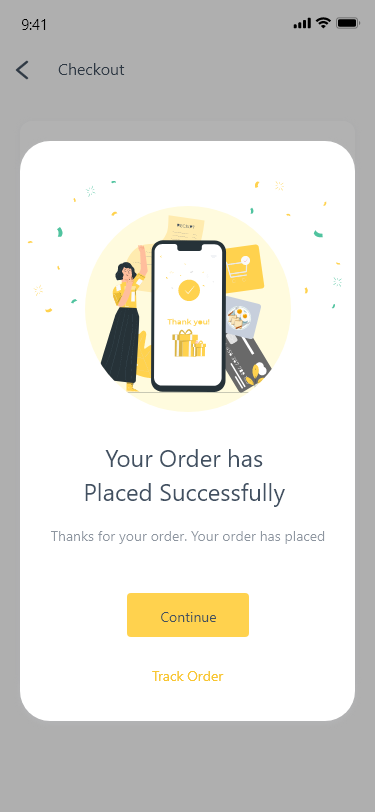 9:41
Checkout
RECEIPT
Thank you!
Your Order has
Placed Successfully
Thanks for your order. Your order has placed
Continue
Track Order